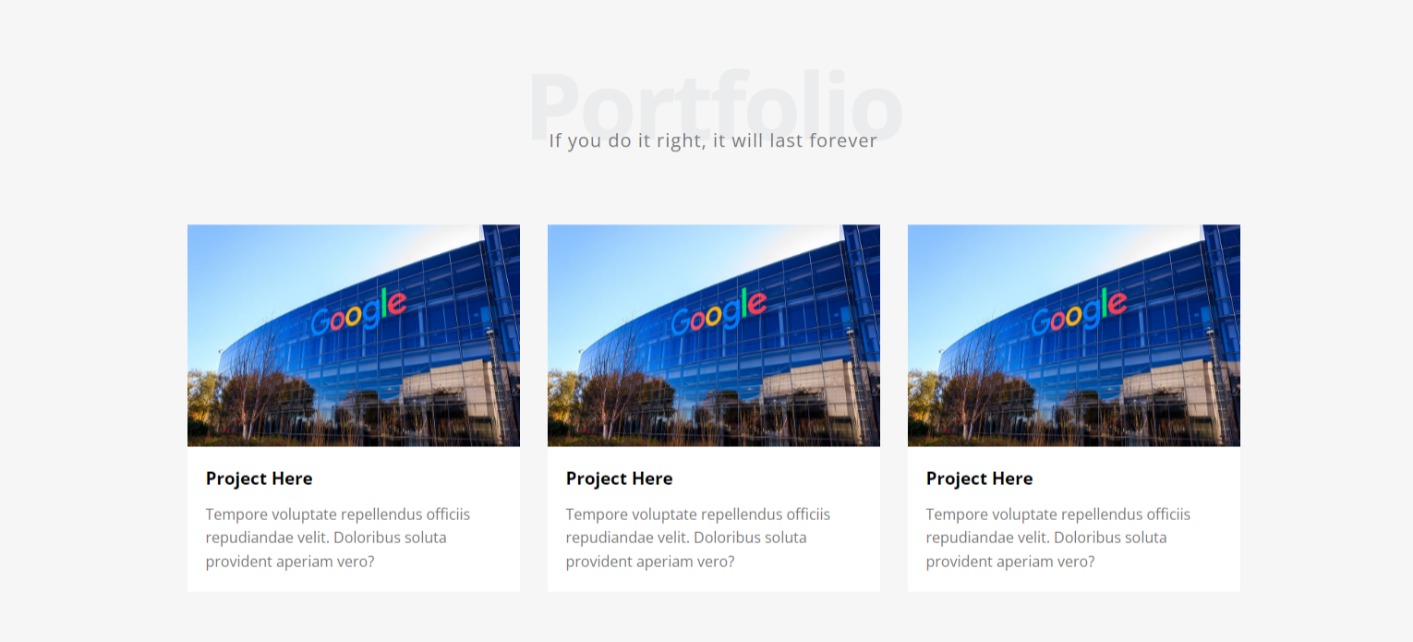 Portfolio
If you do it right, it will last forever
Google
Google
Google
Project Here
Tempore voluptate repellendus officiis
repudiandae velit. Doloribus soluta
provident aperiam vero?
Project Here
Tempore voluptate repellendus officiis
repudiandae velit. Doloribus soluta
provident aperiam vero?
Project Here
Tempore voluptate repellendus officiis
repudiandae velit. Doloribus soluta
provident aperiam vero?